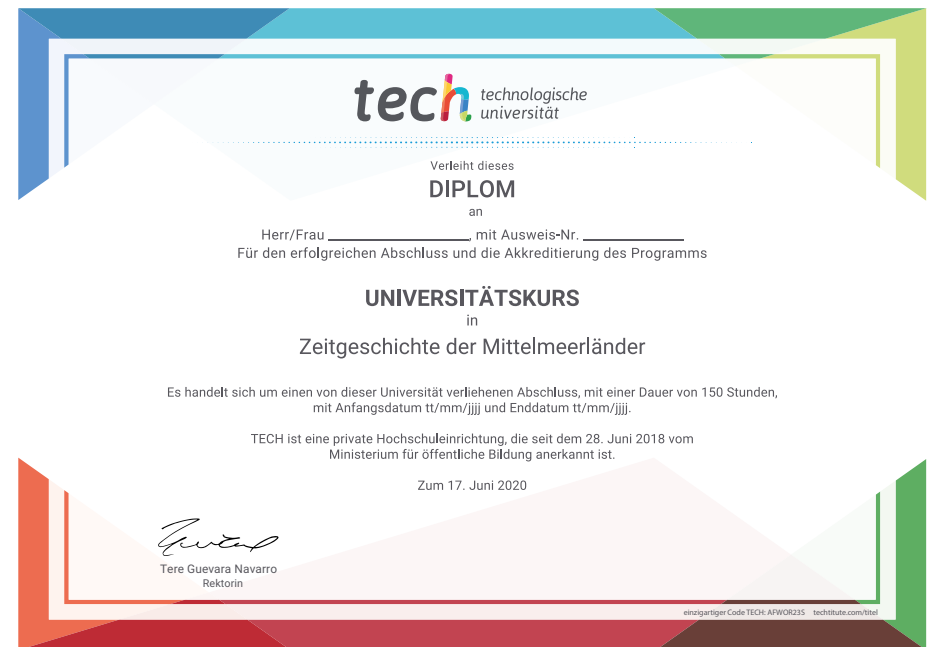 tech technologische
universität
Verleiht dieses
DIPLOM
an
Herr/Frau ____________, mit Ausweis-Nr. ____________
Für den erfolgreichen Abschluss und die Akkreditierung des Programms
UNIVERSITÄTSKURS
in
Zeitgeschichte der Mittelmeerländer
Es handelt sich um einen von dieser Universität verliehenen Abschluss, mit einer Dauer von 150 Stunden,
mit Anfangsdatum tt/mm/jjjj und Enddatum tt/mm/jjjj.
TECH ist eine private Hochschuleinrichtung, die seit dem 28. Juni 2018 vom
Ministerium für öffentliche Bildung anerkannt ist.
Zum 17. Juni 2020
Tere Guevara Navarro
Rektorin
einzigartiger Code TECH: AFWOR23S techtitute.com/titel